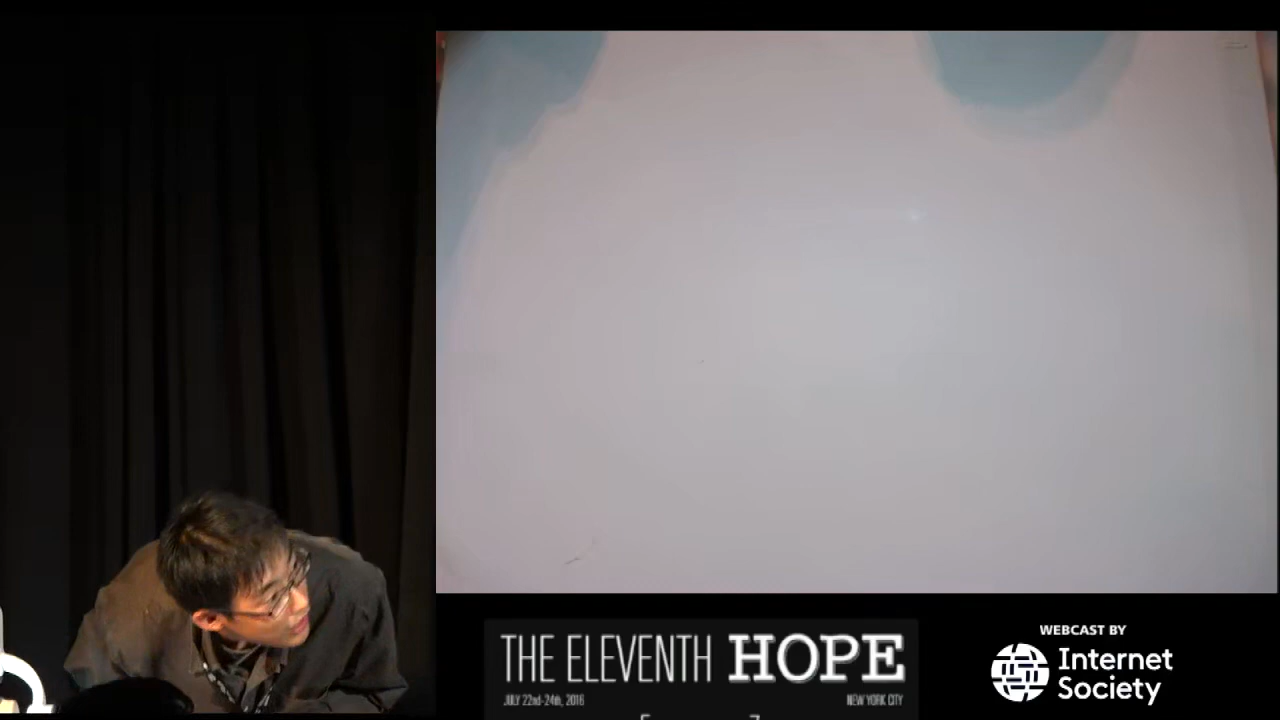 THE ELEVENTH HOPE
JULY 22nd-24th, 2016 NEW YORK CITY
WEBCAST BY
Internet
Society